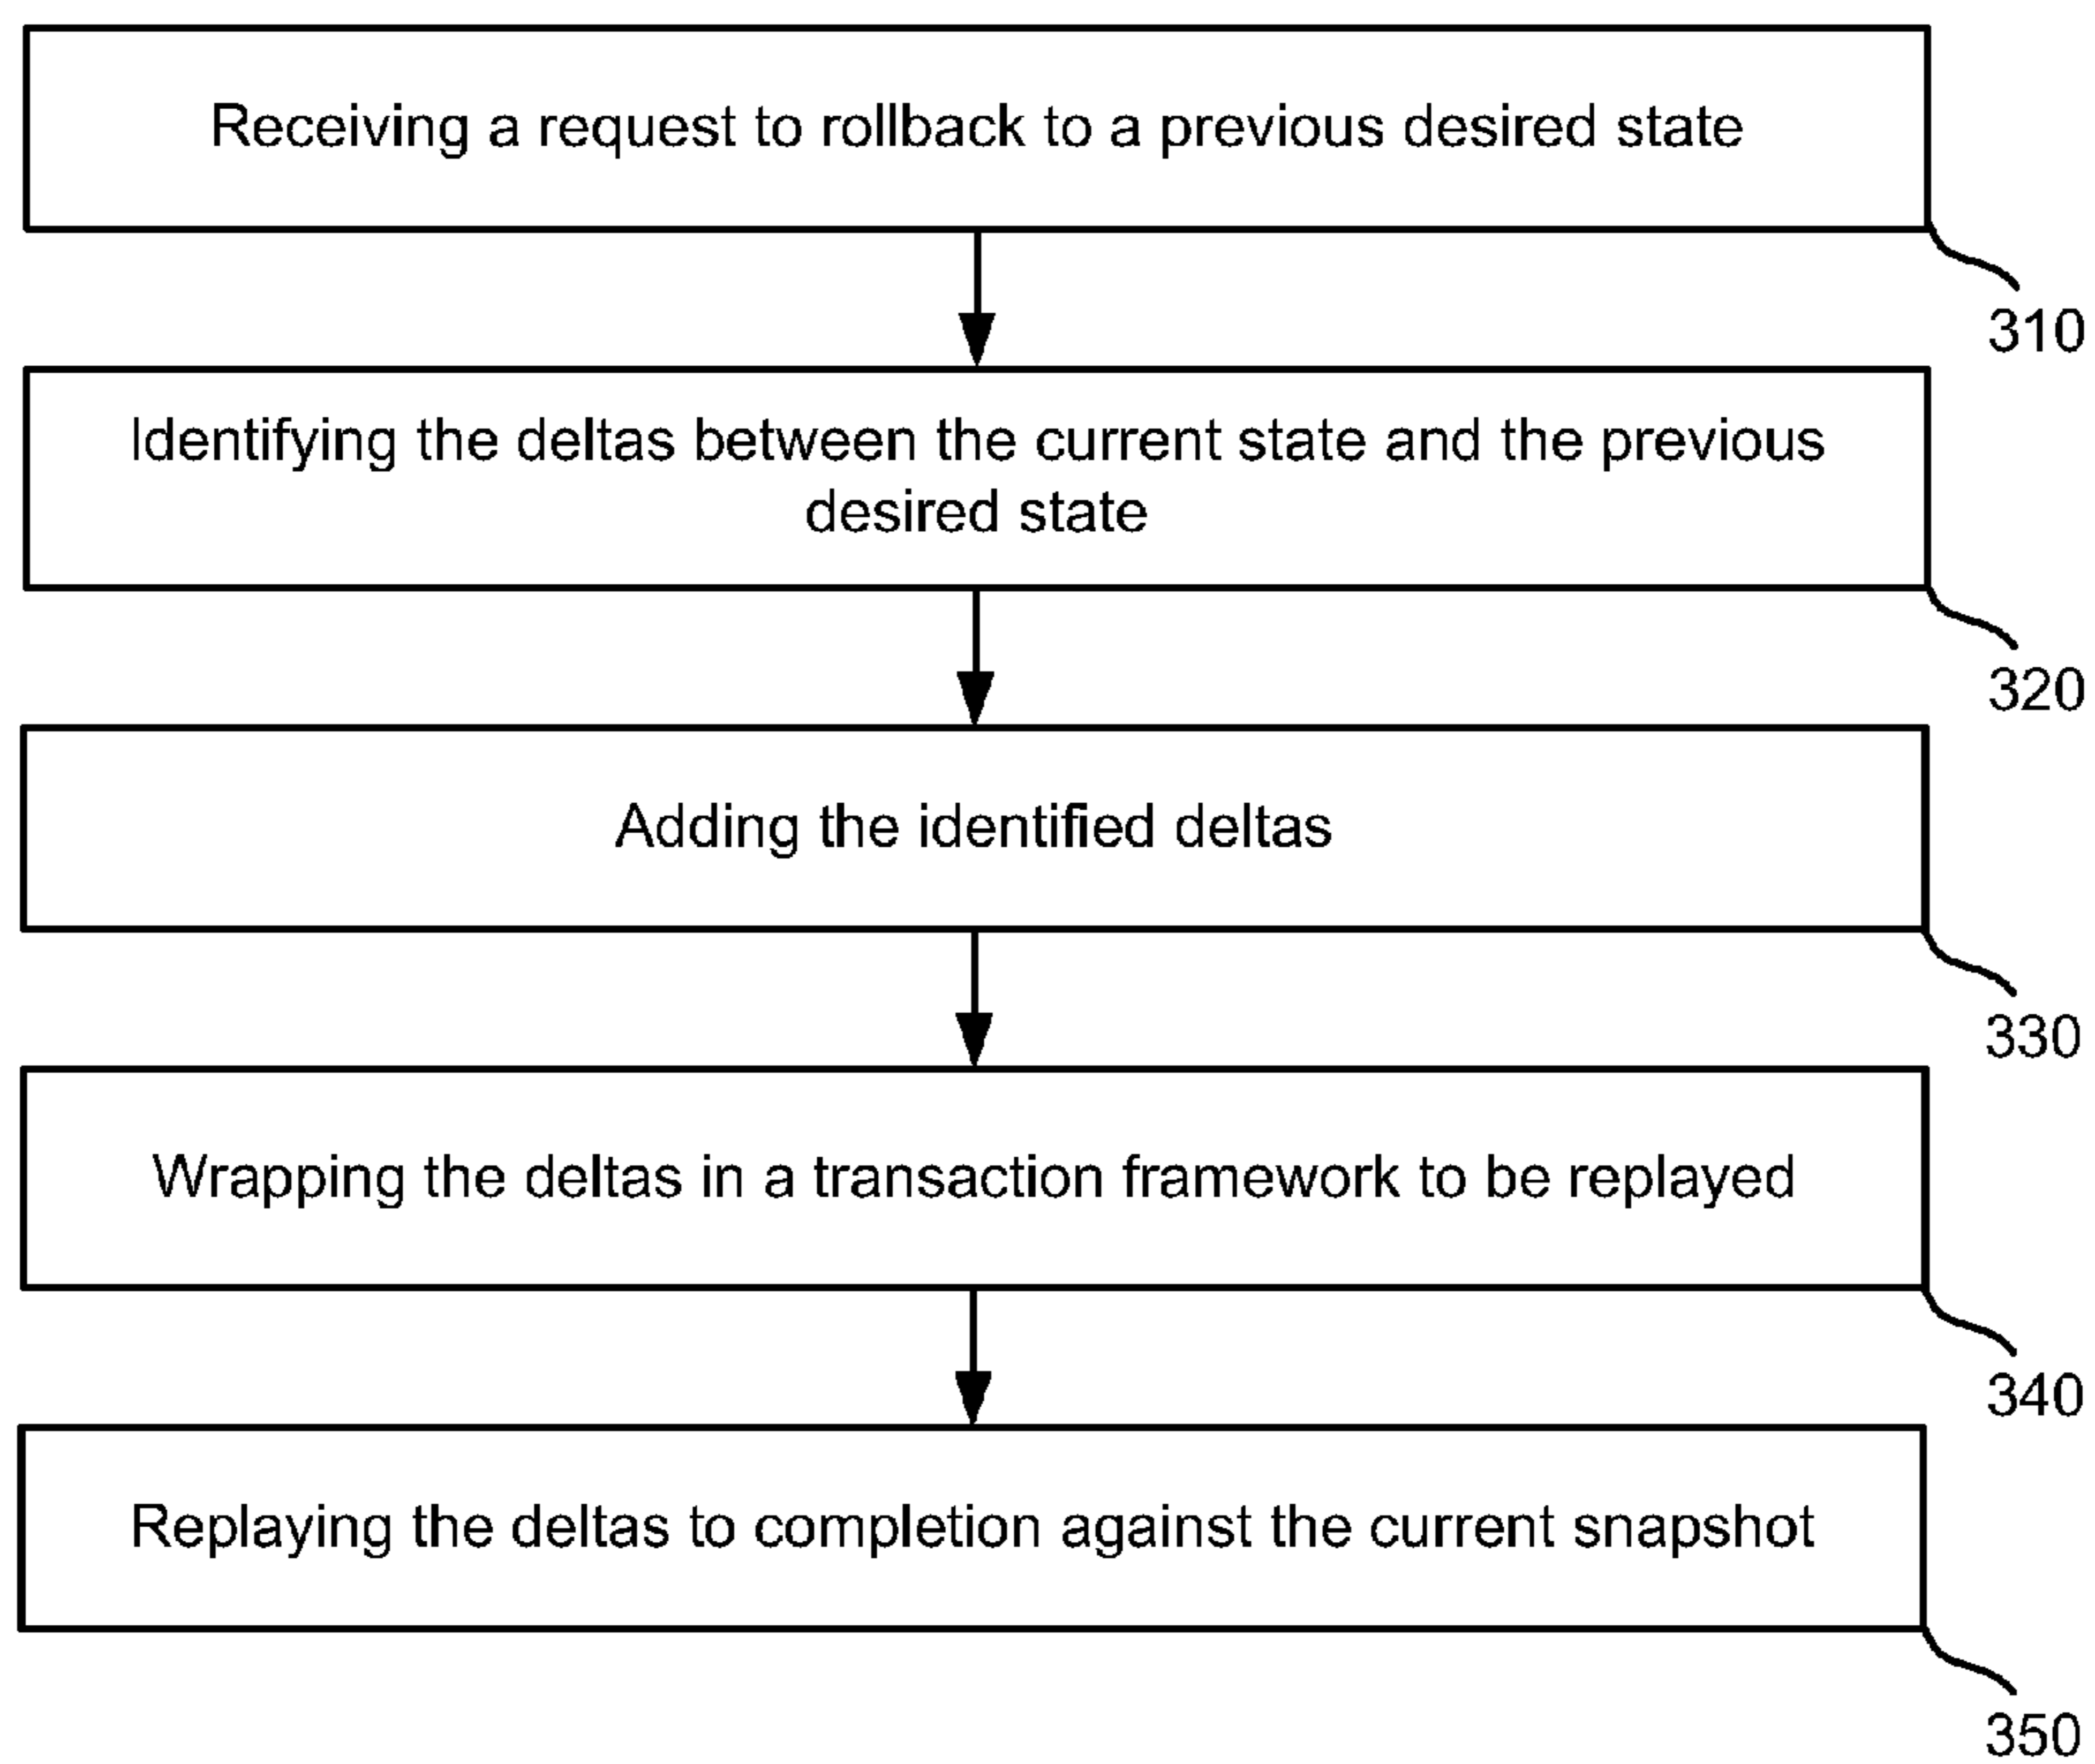 Receiving a request to rollback to a previous desired state
310
Identifying the deltas between the current state and the previous
desired state
320
Adding the identified deltas
330
Wrapping the deltas in a transaction framework to be replayed
340
Replaying the deltas to completion against the current snapshot
350